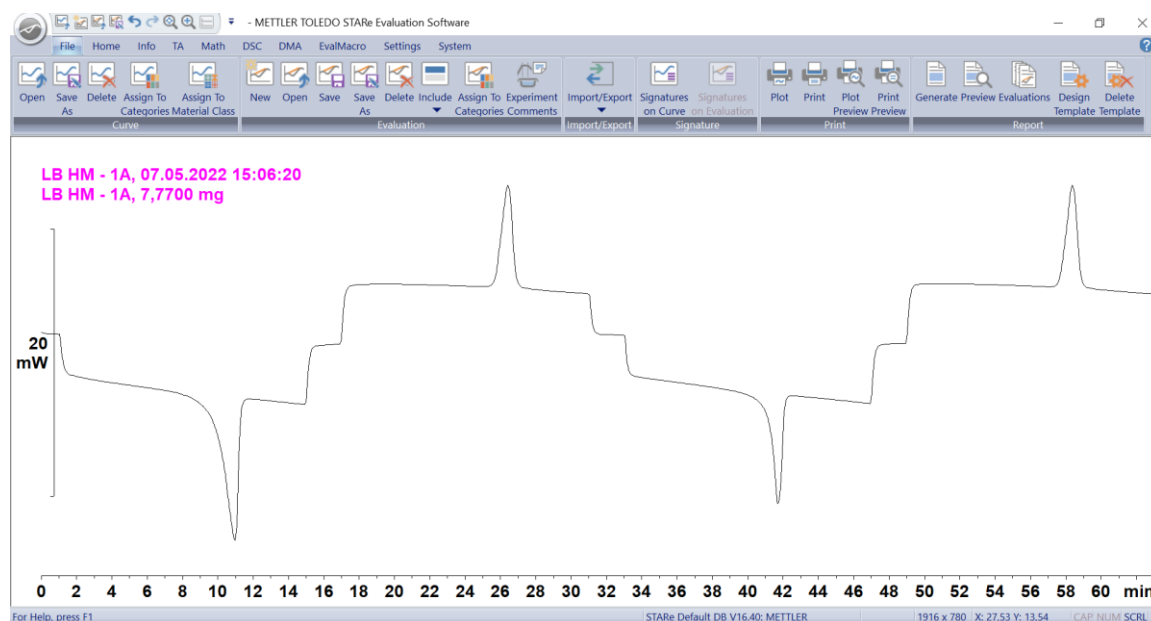 - METTLER TOLEDO STARe Evaluation Software
File Home Info TA Math DSC DMA EvalMacro Settings System
Open Save As Delete Assign To Categories Assign To Material Class New Open Save Save As Delete Include Assign To Categories Experiment Comments Import/Export Signatures on Curve Signatures on Evaluation Plot Print Plot Preview Print Preview Generate Preview Evaluations Design Template Delete Template
Curve Evaluation Import/Export Signature Print Report
LB HM - 1A, 07.05.2022 15:06:20
LB HM - 1A, 7,7700 mg
20
mW
0 2 4 6 8 10 12 14 16 18 20 22 24 26 28 30 32 34 36 38 40 42 44 46 48 50 52 54 56 58 60 min
For Help, press F1 STARe Default DB V16.40: METTLER 1916 x 780 X: 27.53 Y: 13.54 CAP NUM SCRL